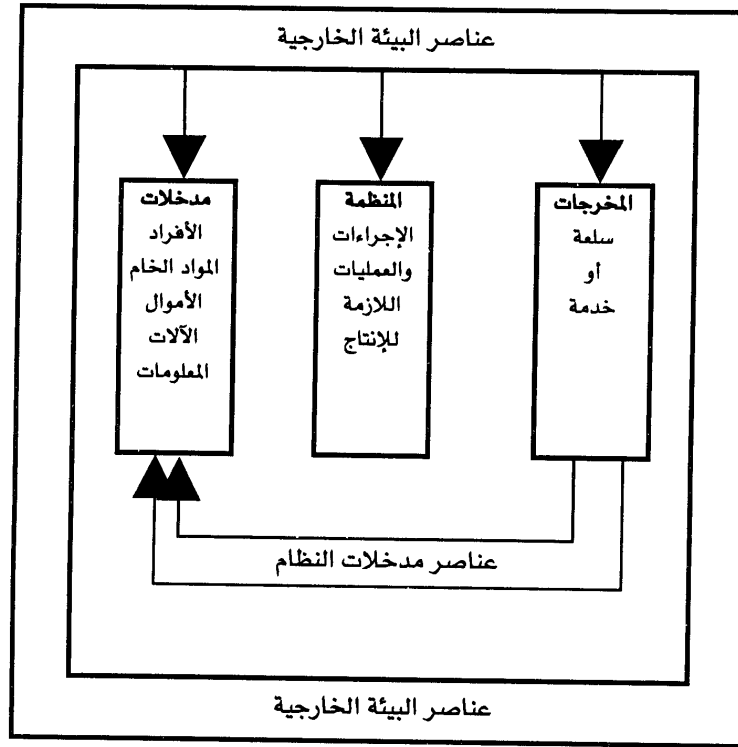 عناصر البيئة الخارجية
مدخلات
الأفراد
المواد الخام
الأموال
الآلات
المعلومات
المنظمة
الإجراءات
والعمليات
اللازمة
للإنتاج
المخرجات
سلعة
أو
خدمة
عناصر مدخلات النظام
عناصر البيئة الخارجية